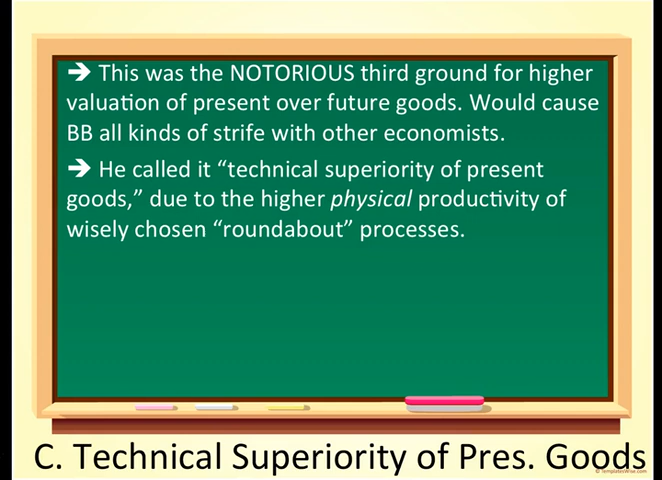 ➔ This was the NOTORIOUS third ground for higher
valuation of present over future goods. Would cause
BB all kinds of strife with other economists.
➔ He called it “technical superiority of present
goods,” due to the higher physical productivity of
wisely chosen “roundabout” processes.
C. Technical Superiority of Pres. Goods
© TemplatesWise.com